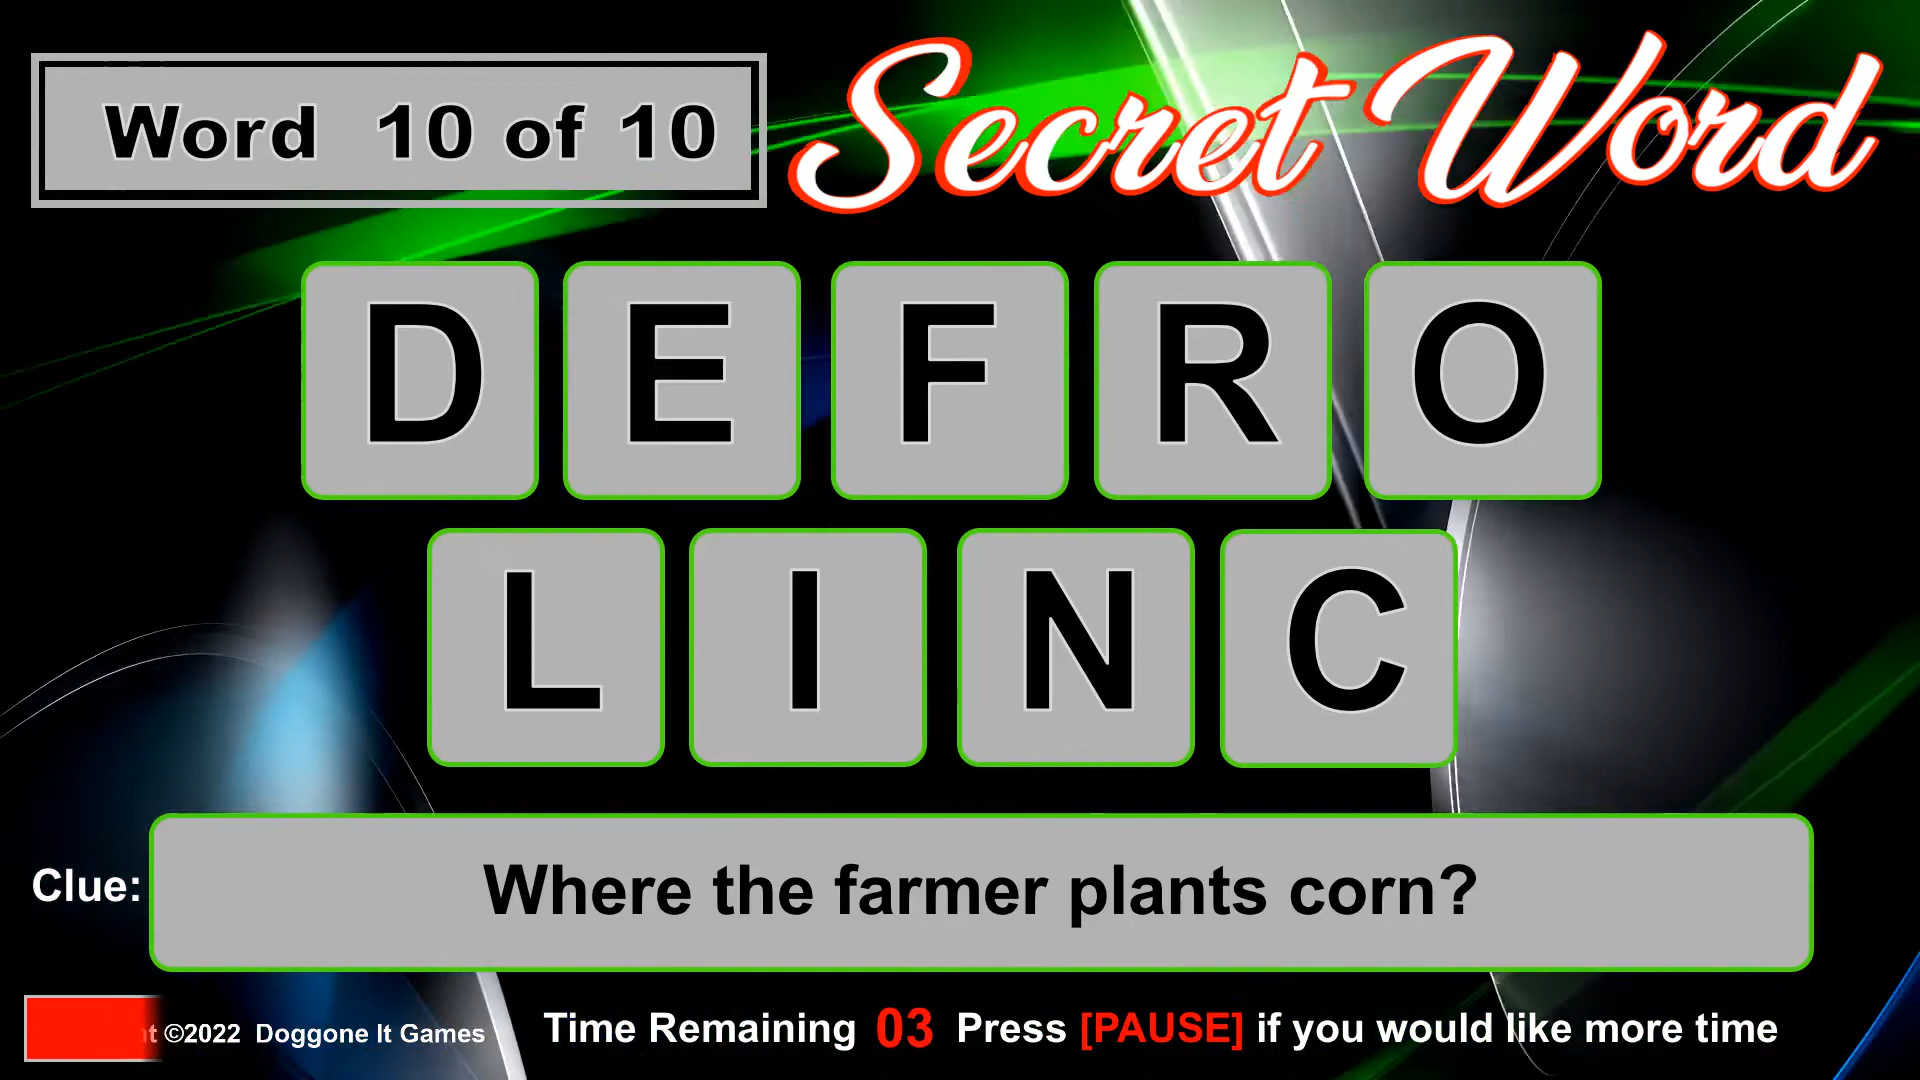 Word 10 of 10
Secret Word
D E F R O
L I N C
Clue: Where the farmer plants corn?
©2022 Doggone It Games
Time Remaining 03 Press [PAUSE] if you would like more time